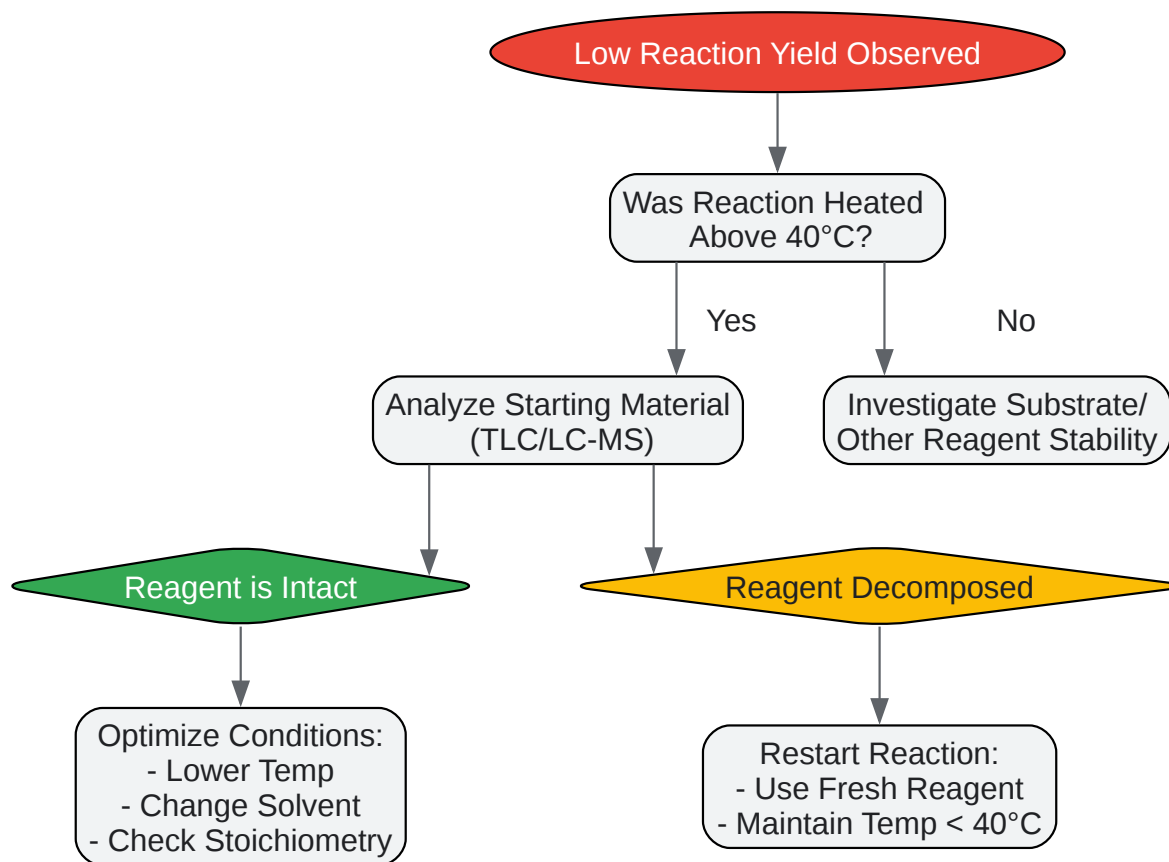 Low Reaction Yield Observed
Was Reaction Heated
Above 40°C?
Yes
No
Analyze Starting Material
(TLC/LC-MS)
Investigate Substrate/
Other Reagent Stability
Reagent is Intact
Reagent Decomposed
Optimize Conditions:
- Lower Temp
- Change Solvent
- Check Stoichiometry
Restart Reaction:
- Use Fresh Reagent
- Maintain Temp < 40°C